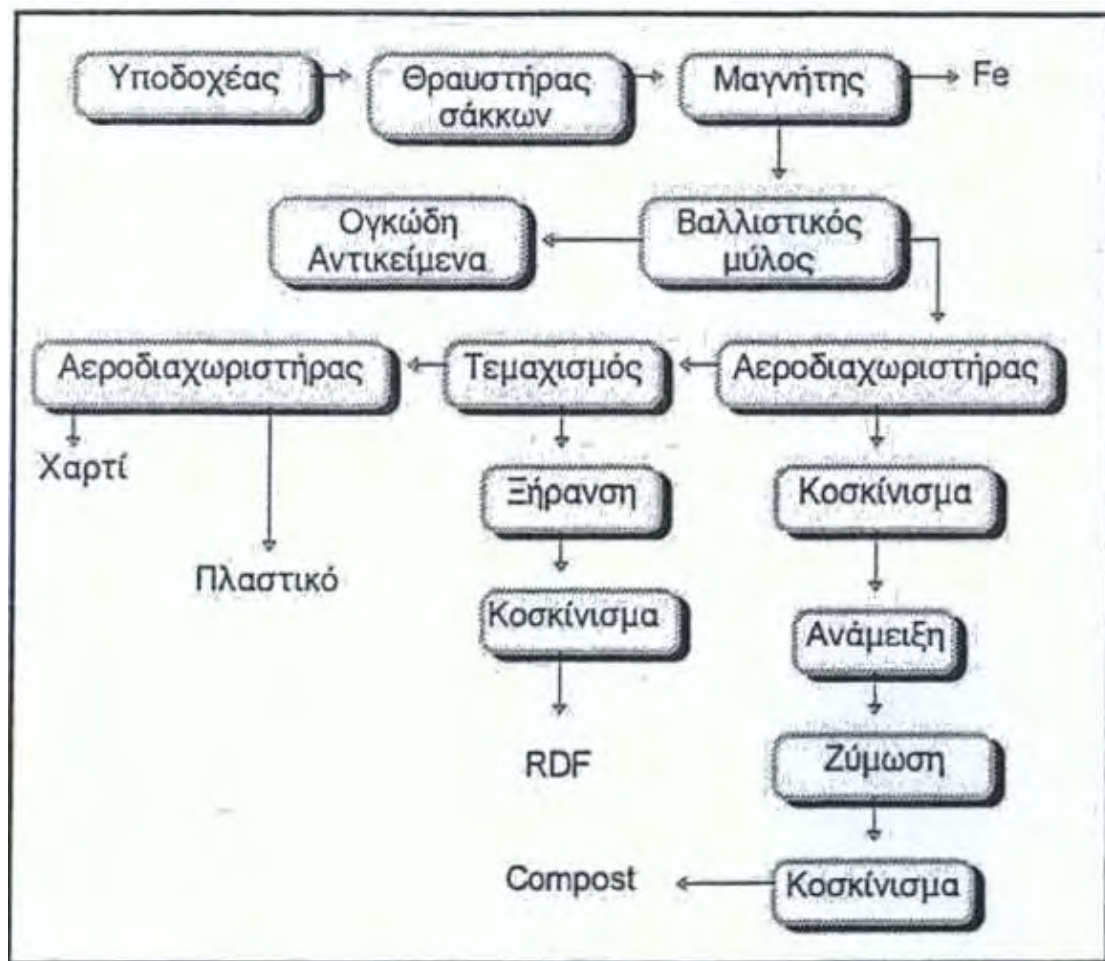 Υποδοχέας
Θραυστήρας
σάκκων
Μαγνήτης
Fe
Ογκώδη
Αντικείμενα
Βαλλιστικός
μύλος
Αεροδιαχωριστήρας
Τεμαχισμός
Αεροδιαχωριστήρας
Χαρτί
Πλαστικό
Ξήρανση
Κοσκίνισμα
RDF
Κοσκίνισμα
Ανάμειξη
Ζύμωση
Κοσκίνισμα
Compost